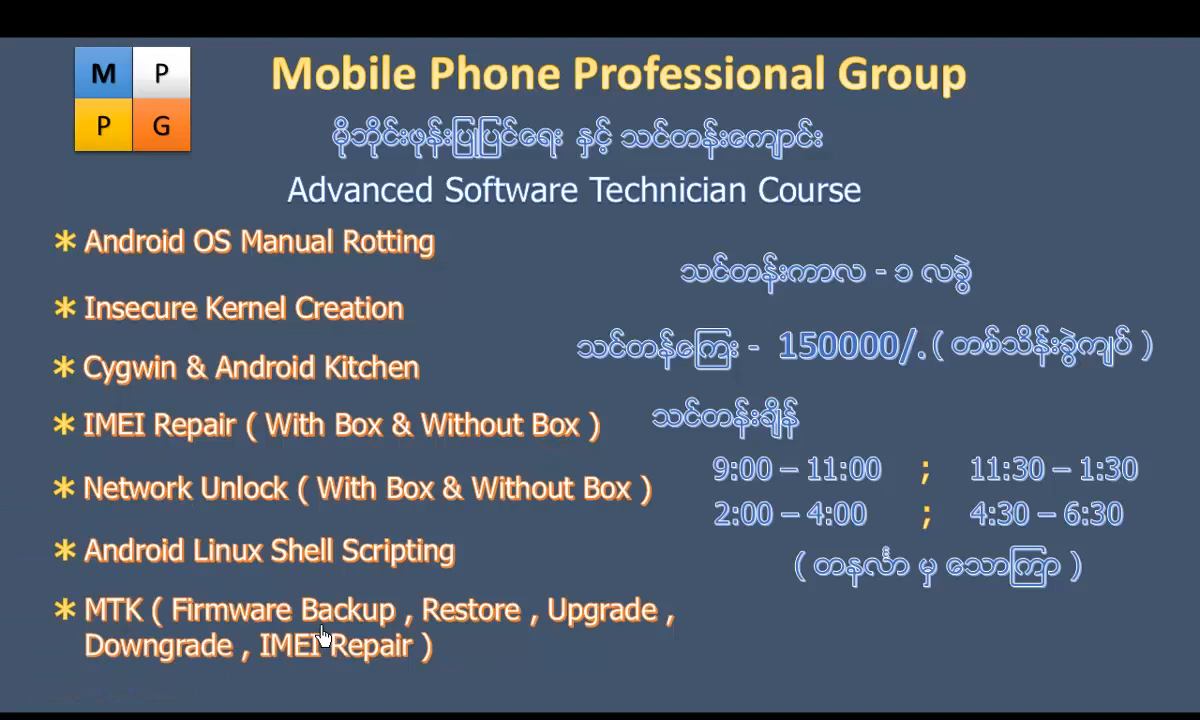 M P
P G
Mobile Phone Professional Group
မိုဘိုင်းဖုန်းပြုပြင်ရေး နှင့် သင်တန်းကျောင်း
Advanced Software Technician Course
* Android OS Manual Rotting
* Insecure Kernel Creation
* Cygwin & Android Kitchen
* IMEI Repair ( With Box & Without Box )
* Network Unlock ( With Box & Without Box )
* Android Linux Shell Scripting
* MTK ( Firmware Backup , Restore , Upgrade ,
Downgrade , IMEI Repair )
သင်တန်းကာလ - ၁ လခွဲ
သင်တန်ကြေး - 150000/. ( တစ်သိန်းခွဲကျပ် )
သင်တန်းချိန်
9:00 – 11:00 ; 11:30 – 1:30
2:00 – 4:00 ; 4:30 – 6:30
( တနင်္လာ မှ သောကြာ )